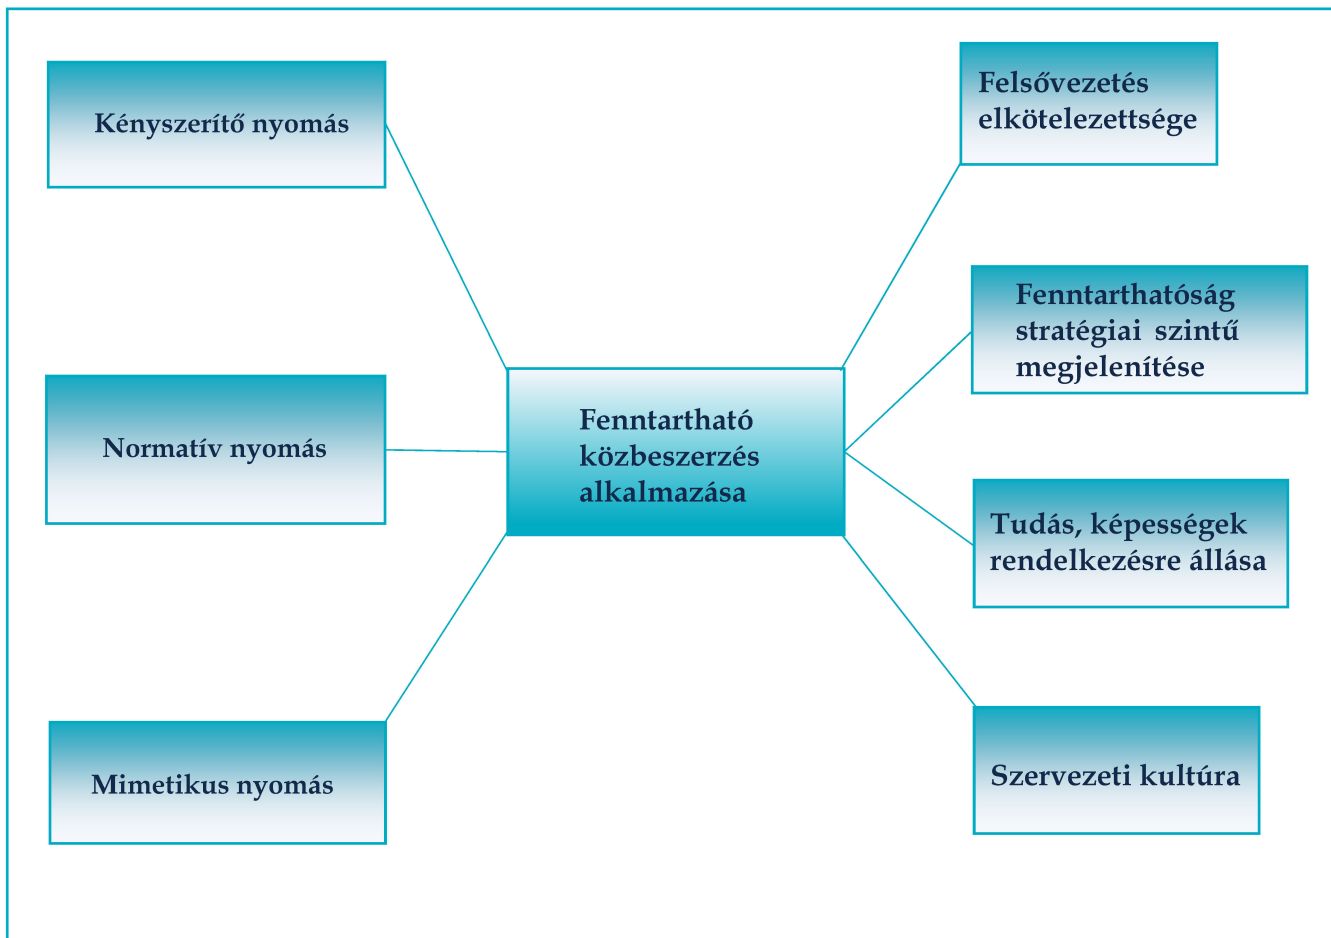 Kényszerítő nyomás
Normatív nyomás
Mimetikus nyomás
Fenntartható
közbeszerzés
alkalmazása
Felsővezetés
elkötelezettsége
Fenntarthatóság
stratégiai szintű
megjelenítése
Tudás, képességek
rendelkezésre állása
Szervezeti kultúra